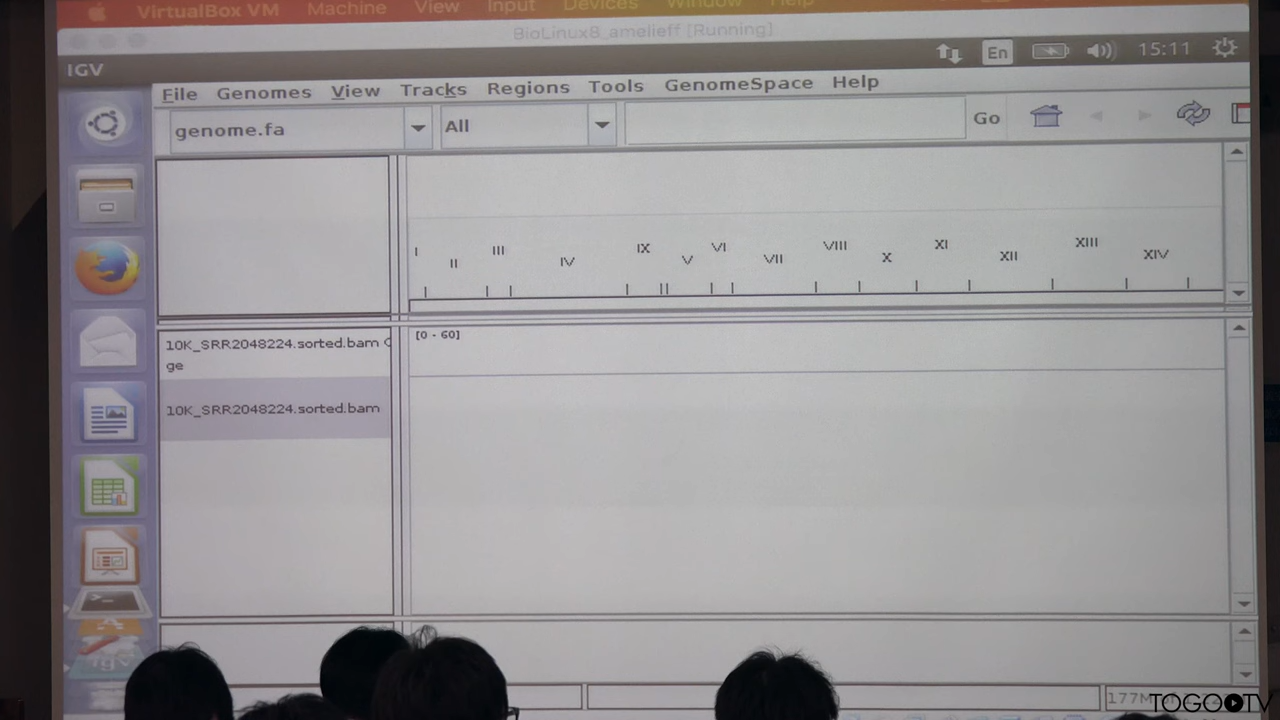 VirtualBox VM Machine View Input Devices Window Help
BioLinux8_amelieff [Running]
IGV En 15:11
File Genomes View Tracks Regions Tools GenomeSpace Help
genome.fa All Go
I II III IV IX V VI VII VIII X XI XII XIII XIV
10K_SRR2048224.sorted.bam C
ge
[0 - 60]
10K_SRR2048224.sorted.bam
177M
TOGOTV